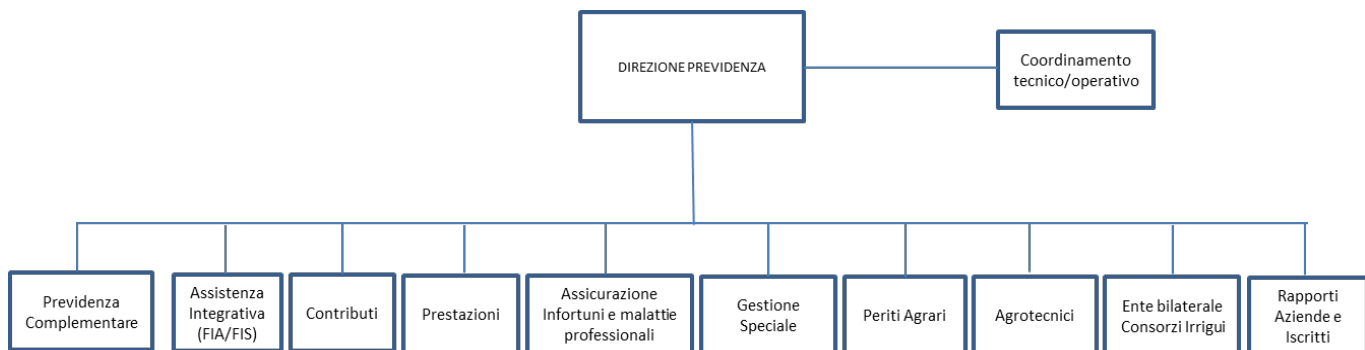 DIREZIONE PREVIDENZA
Coordinamento
tecnico/operativo
Previdenza
Complementare
Assistenza
Integrativa
(FIA/FIS)
Contributi
Prestazioni
Assicurazione
Infortuni e malattie
professionali
Gestione
Speciale
Periti Agrari
Agrotecnici
Ente bilaterale
Consorzi Irrigui
Rapporti
Aziende e
Iscritti